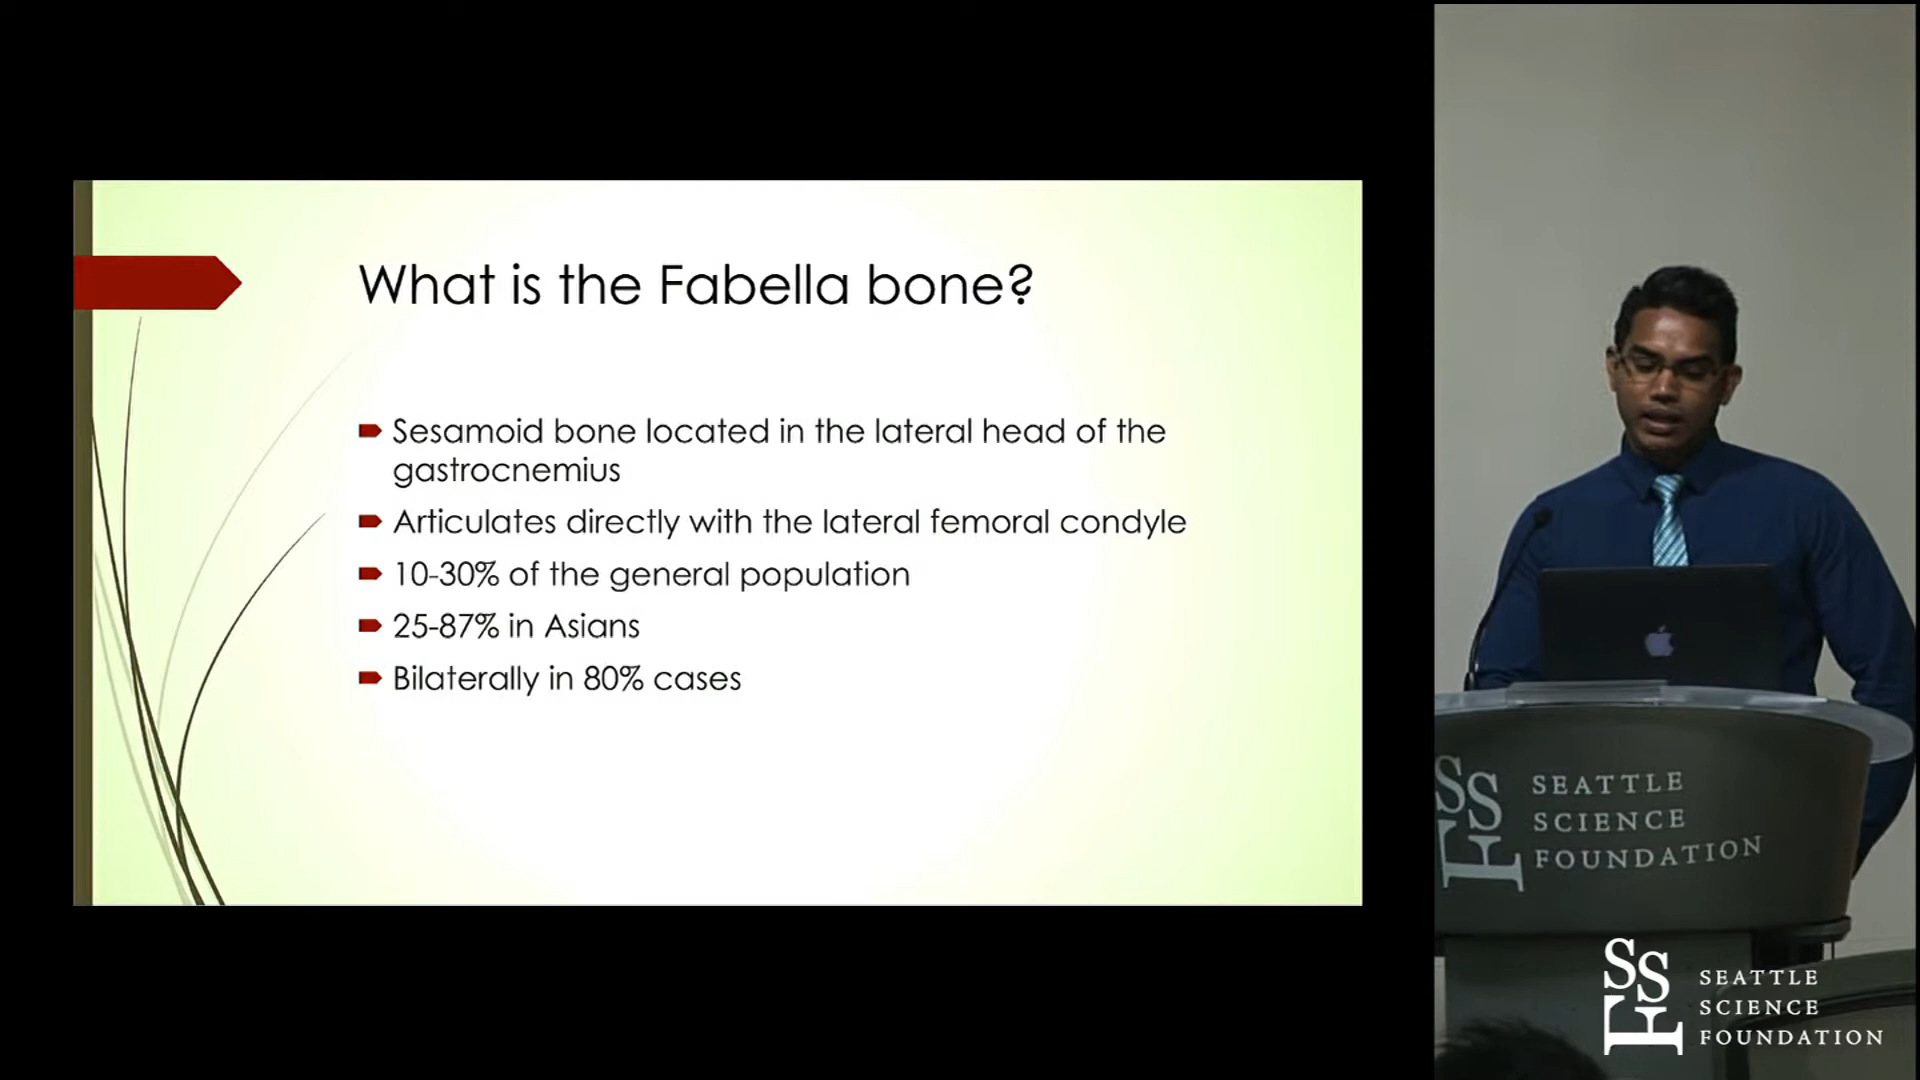 What is the Fabella bone?
Sesamoid bone located in the lateral head of the
gastrocnemius
Articulates directly with the lateral femoral condyle
10-30% of the general population
25-87% in Asians
Bilaterally in 80% cases
SSF
SEATTLE
SCIENCE
FOUNDATION
SSF
SEATTLE
SCIENCE
FOUNDATION